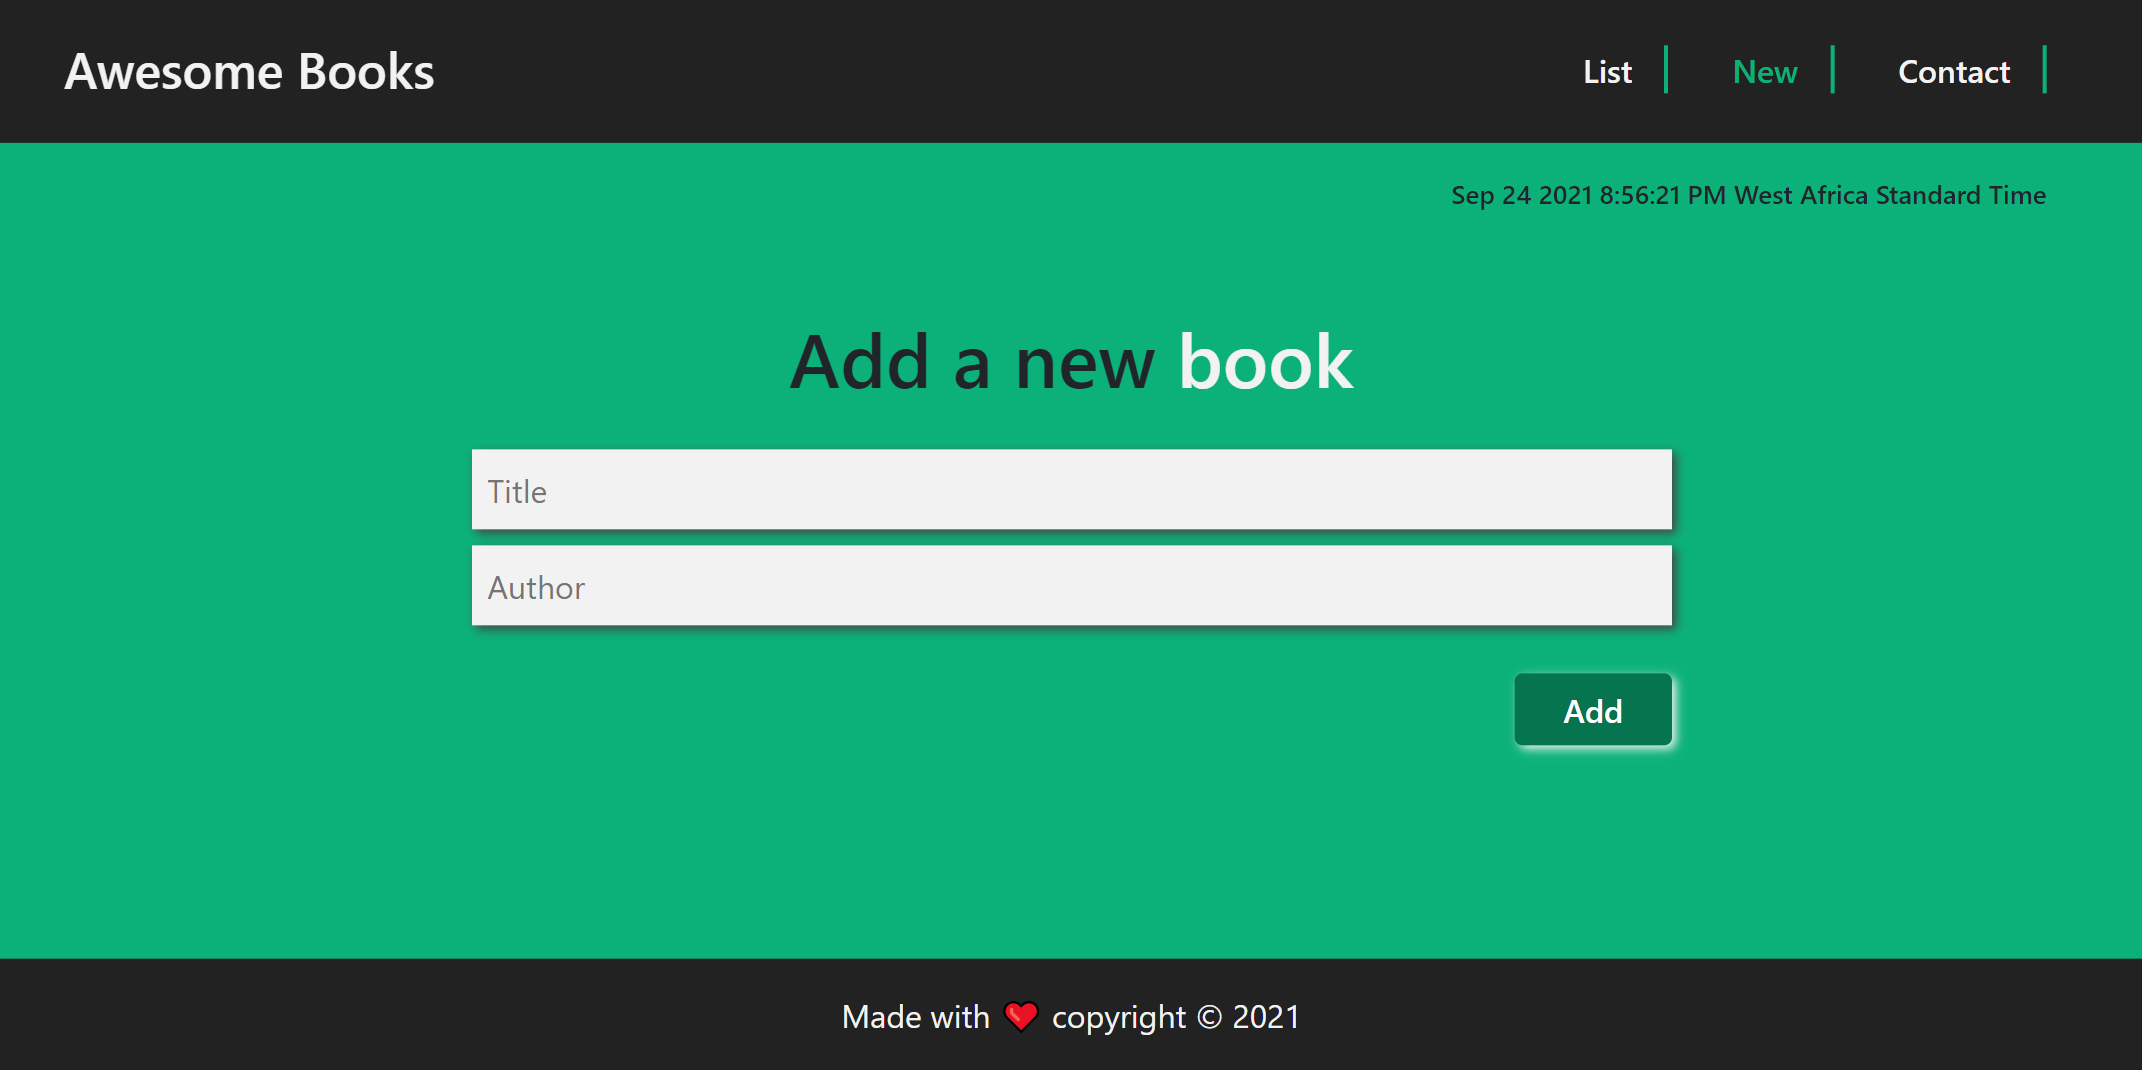 Awesome Books
List
New
Contact
Sep 24 2021 8:56:21 PM West Africa Standard Time
Add a new book
Title
Author
Add
Made with ❤️ copyright © 2021